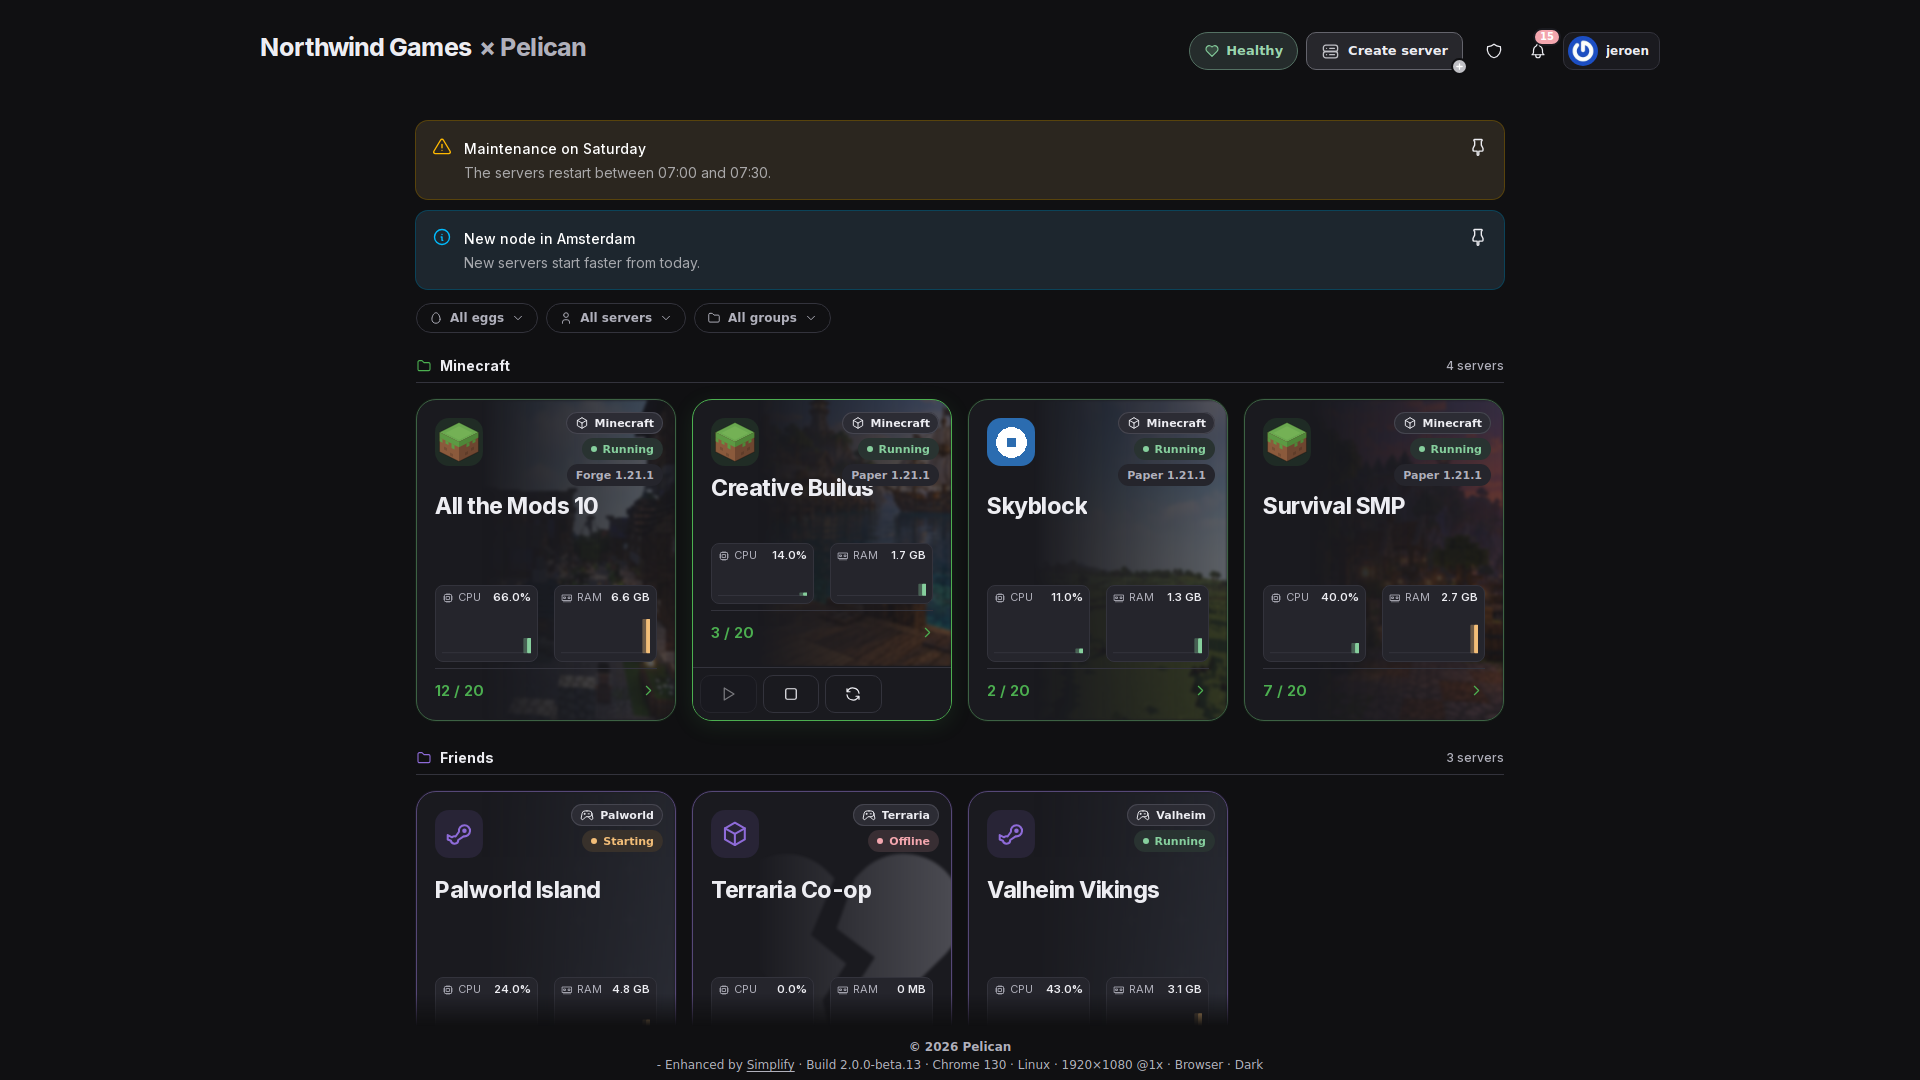 Northwind Games × Pelican
Healthy
Create server
15
jeroen
Maintenance on Saturday
The servers restart between 07:00 and 07:30.
New node in Amsterdam
New servers start faster from today.
All eggs
All servers
All groups
Minecraft
4 servers
Minecraft
Running
Forge 1.21.1
All the Mods 10
CPU 66.0%
RAM 6.6 GB
12 / 20
Minecraft
Running
Paper 1.21.1
Creative Builds
CPU 14.0%
RAM 1.7 GB
3 / 20
Minecraft
Running
Paper 1.21.1
Skyblock
CPU 11.0%
RAM 1.3 GB
2 / 20
Minecraft
Running
Paper 1.21.1
Survival SMP
CPU 40.0%
RAM 2.7 GB
7 / 20
Friends
3 servers
Palworld
Starting
Palworld Island
CPU 24.0%
RAM 4.8 GB
Terraria
Offline
Terraria Co-op
CPU 0.0%
RAM 0 MB
Valheim
Running
Valheim Vikings
CPU 43.0%
RAM 3.1 GB
© 2026 Pelican
- Enhanced by Simplify · Build 2.0.0-beta.13 · Chrome 130 · Linux · 1920×1080 @1x · Browser · Dark